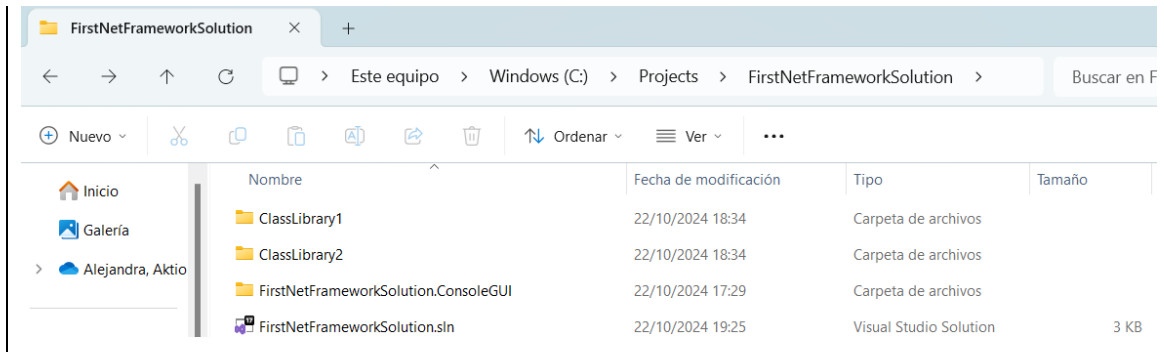 FirstNetFrameworkSolution
Este equipo > Windows (C:) > Projects > FirstNetFrameworkSolution >
Buscar en F
Nuevo
Ordenar
Ver
Inicio
Galería
Alejandra, Aktio
Nombre Fecha de modificación Tipo Tamaño
ClassLibrary1 22/10/2024 18:34 Carpeta de archivos
ClassLibrary2 22/10/2024 18:34 Carpeta de archivos
FirstNetFrameworkSolution.ConsoleGUI 22/10/2024 17:29 Carpeta de archivos
FirstNetFrameworkSolution.sln 22/10/2024 19:25 Visual Studio Solution 3 KB